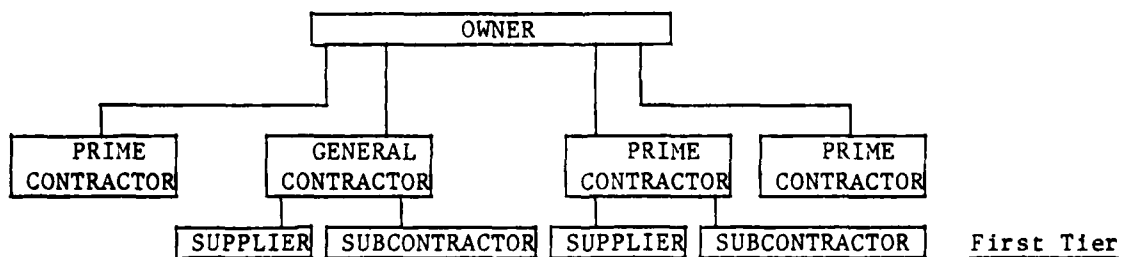 OWNER
PRIME GENERAL PRIME PRIME
CONTRACTOR CONTRACTOR CONTRACTOR CONTRACTOR
SUPPLIER SUBCONTRACTOR SUPPLIER SUBCONTRACTOR First Tier